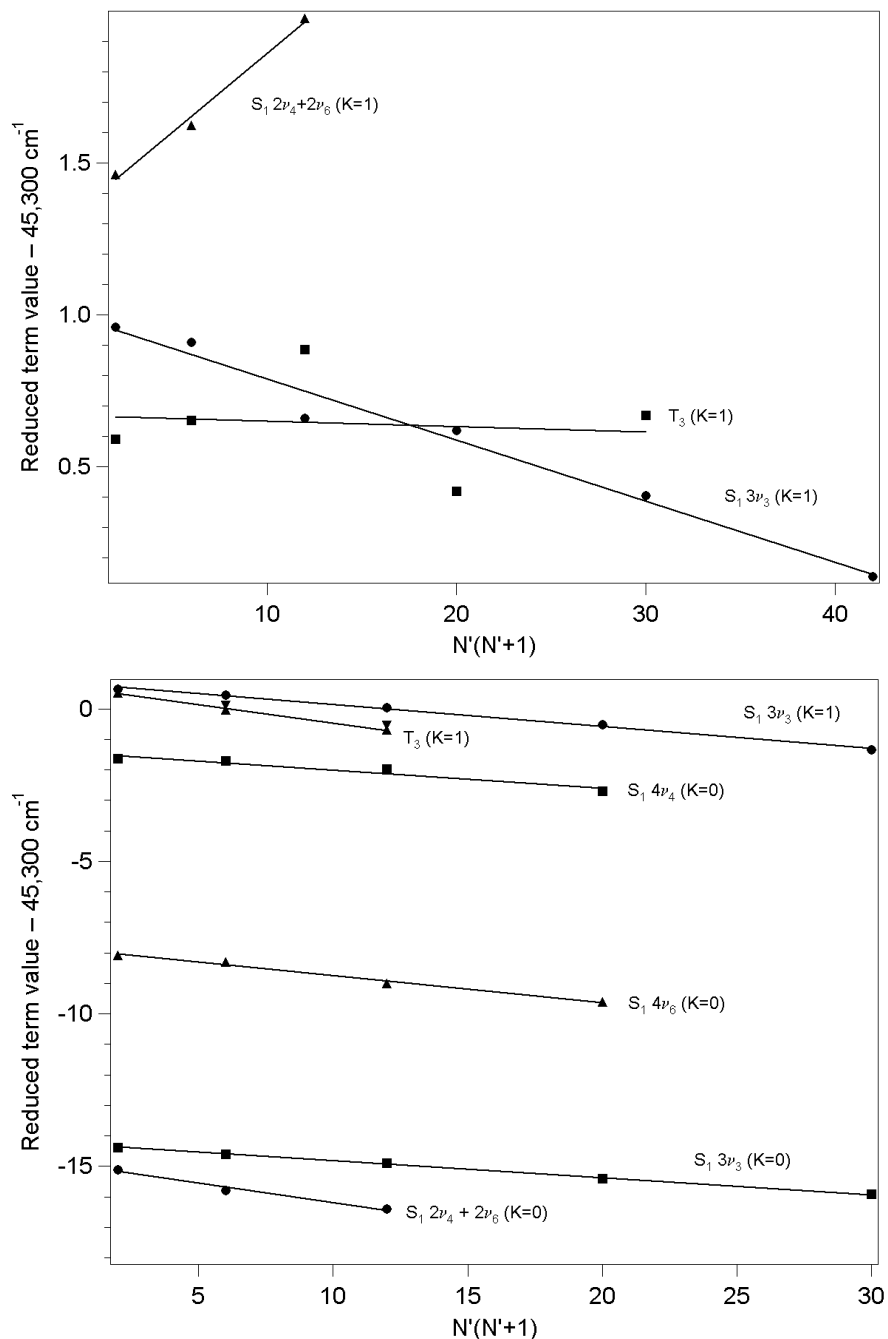 Reduced term value – 45,300 cm⁻¹
1.5
1.0
0.5
S₁ 2ν₄+2ν₆ (K=1)
T₃ (K=1)
S₁ 3ν₃ (K=1)
10 20 30 40
N'(N'+1)
Reduced term value – 45,300 cm⁻¹
0
-5
-10
-15
S₁ 3ν₃ (K=1)
T₃ (K=1)
S₁ 4ν₄ (K=0)
S₁ 4ν₆ (K=0)
S₁ 3ν₃ (K=0)
S₁ 2ν₄ + 2ν₆ (K=0)
5 10 15 20 25 30
N'(N'+1)